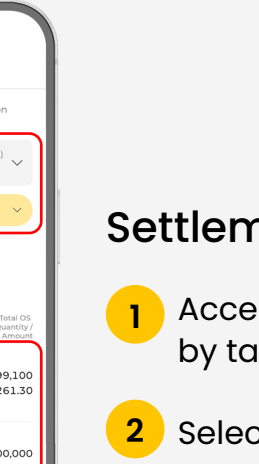 Total OS
Quantity /
Amount
99,100
261.30
00,000
Settlem
1
Acce
by ta
2
Selec